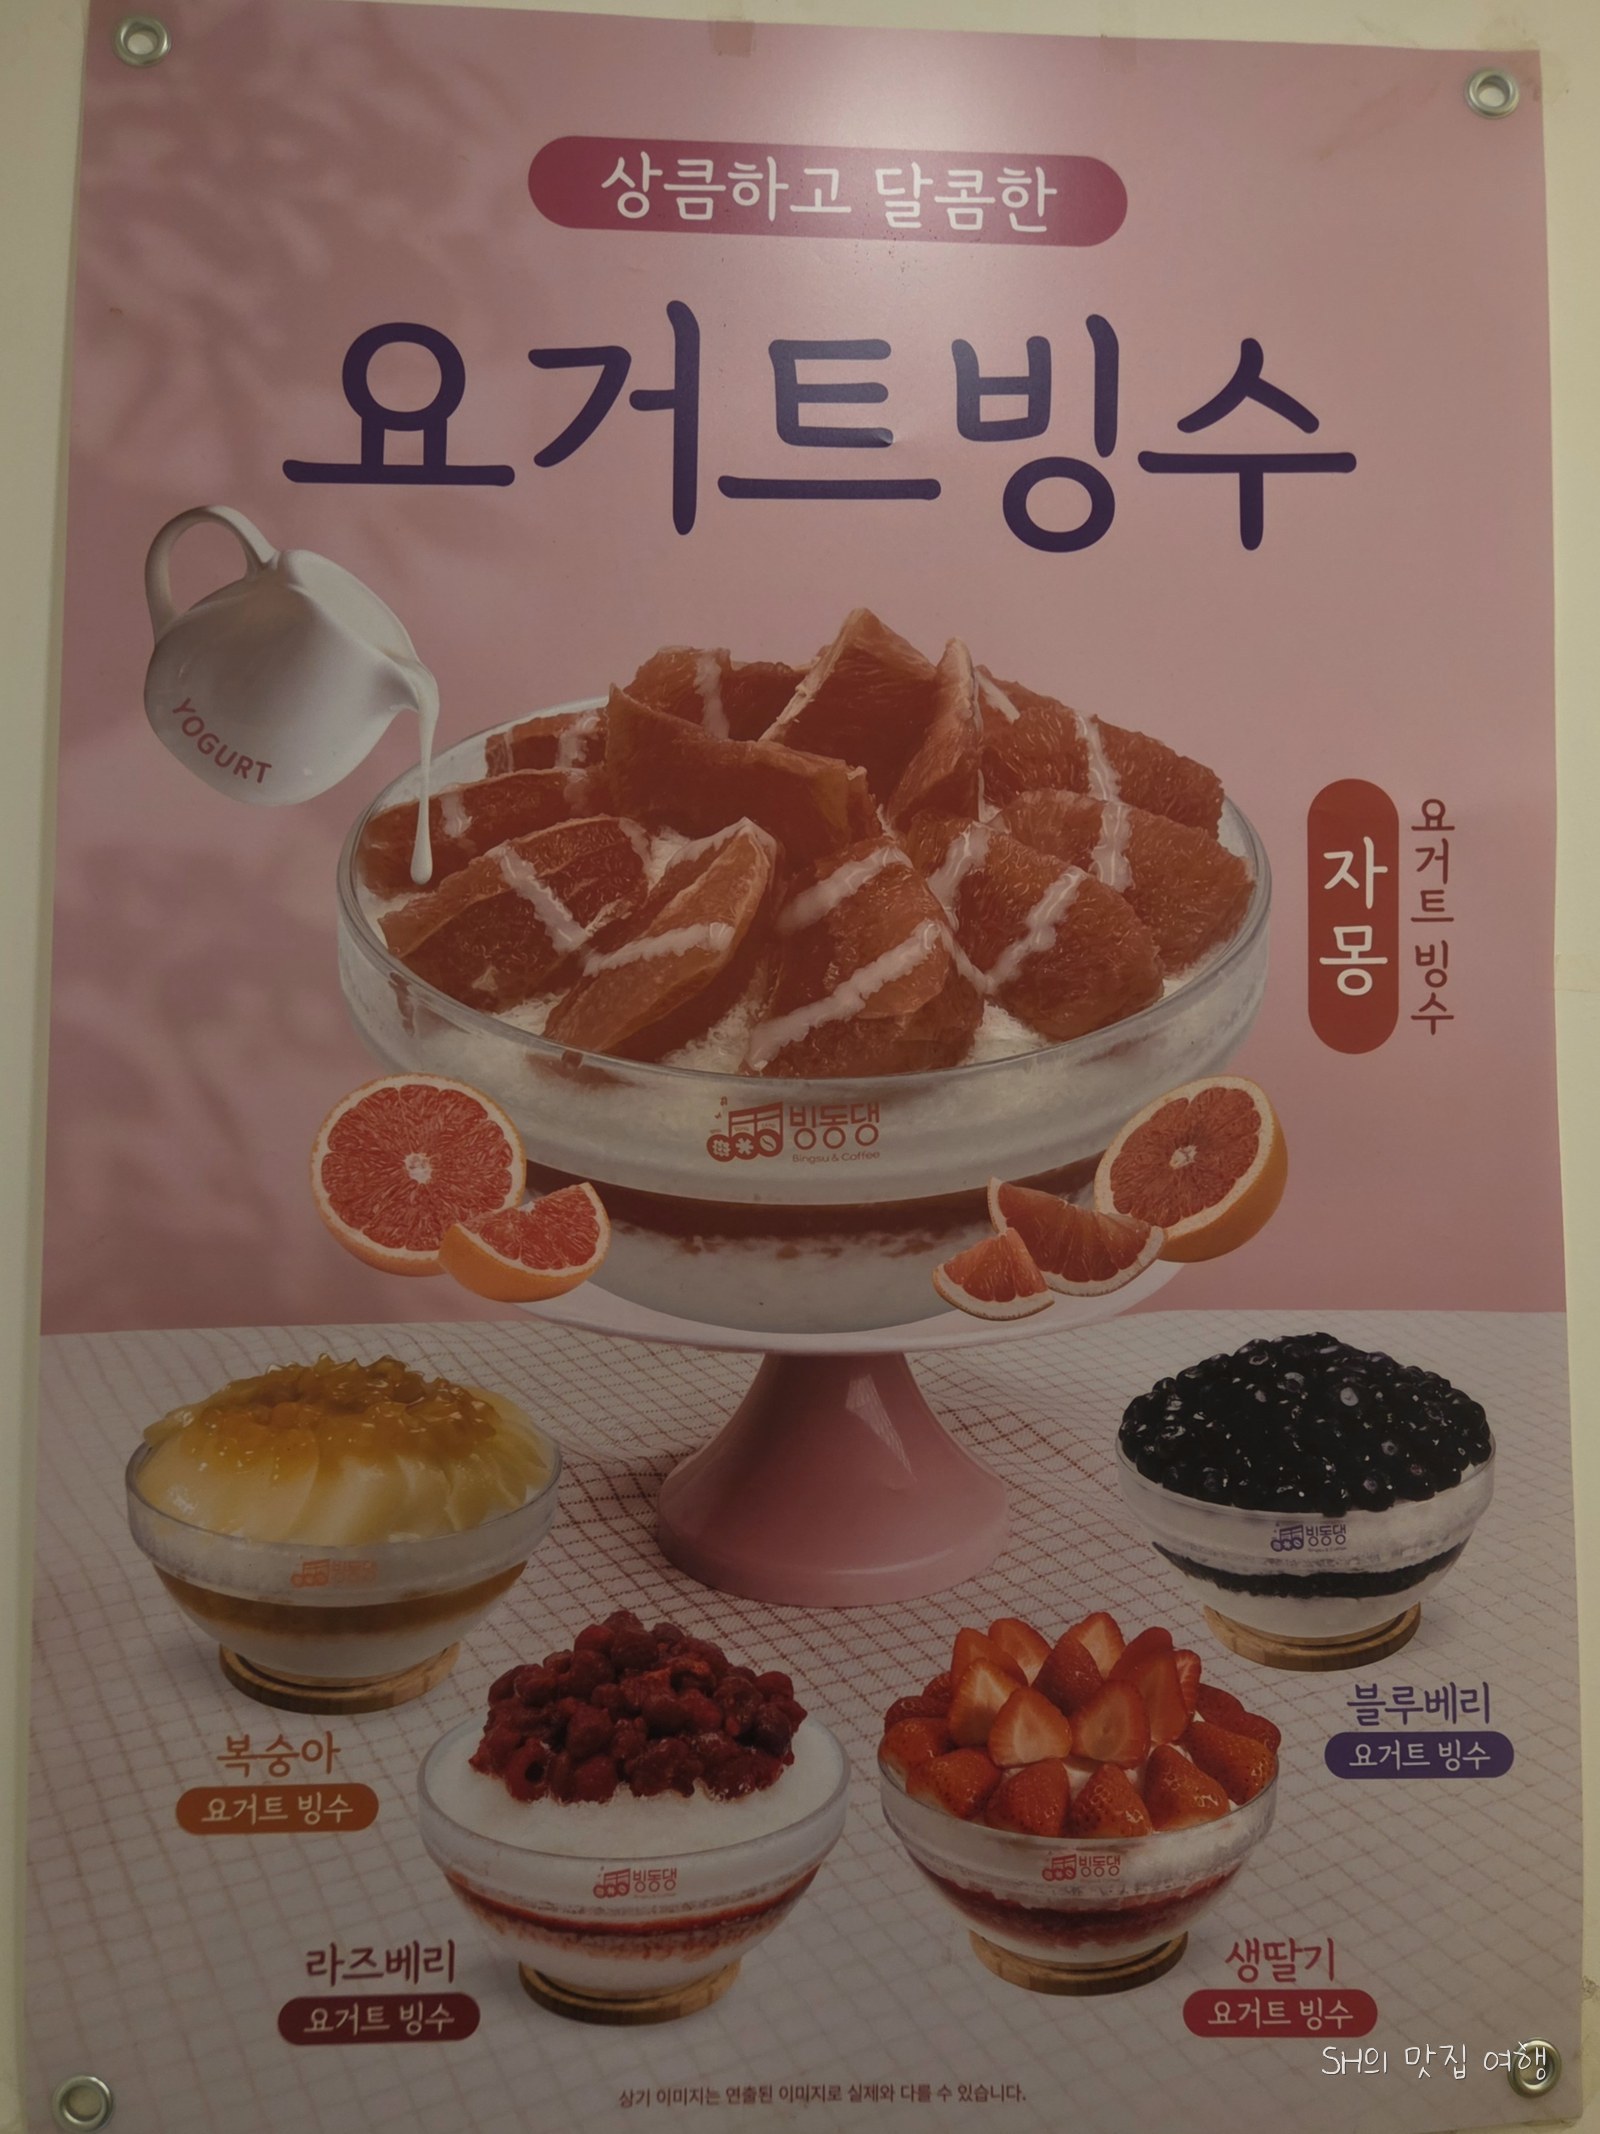 상큼하고 달콤한
요거트빙수
YOGURT
자몽
요거트 빙수
빙동댕
Bingsu & Coffee
빙동댕
빙동댕
Bingsu & Coffee
블루베리
요거트 빙수
복숭아
요거트 빙수
빙동댕
빙동댕
라즈베리
요거트 빙수
생딸기
요거트 빙수
SH의 맛집 여행
상기 이미지는 연출된 이미지로 실제와 다를 수 있습니다.